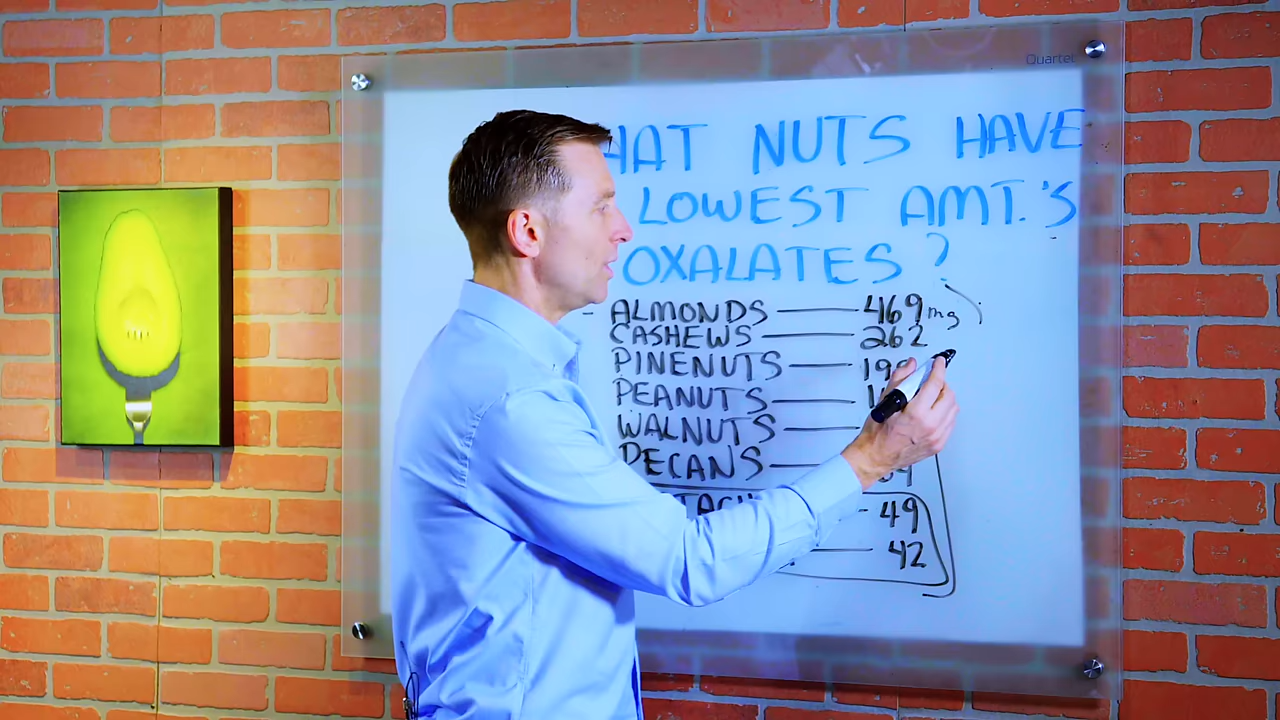 Quartet
HAT NUTS HAVE
LOWEST AMT.'S
OXALATES?
- ALMONDS — 469mg
CASHEWS — 262
PINENUTS —
PEANUTS —
WALNUTS —
PECANS —
49
— 42